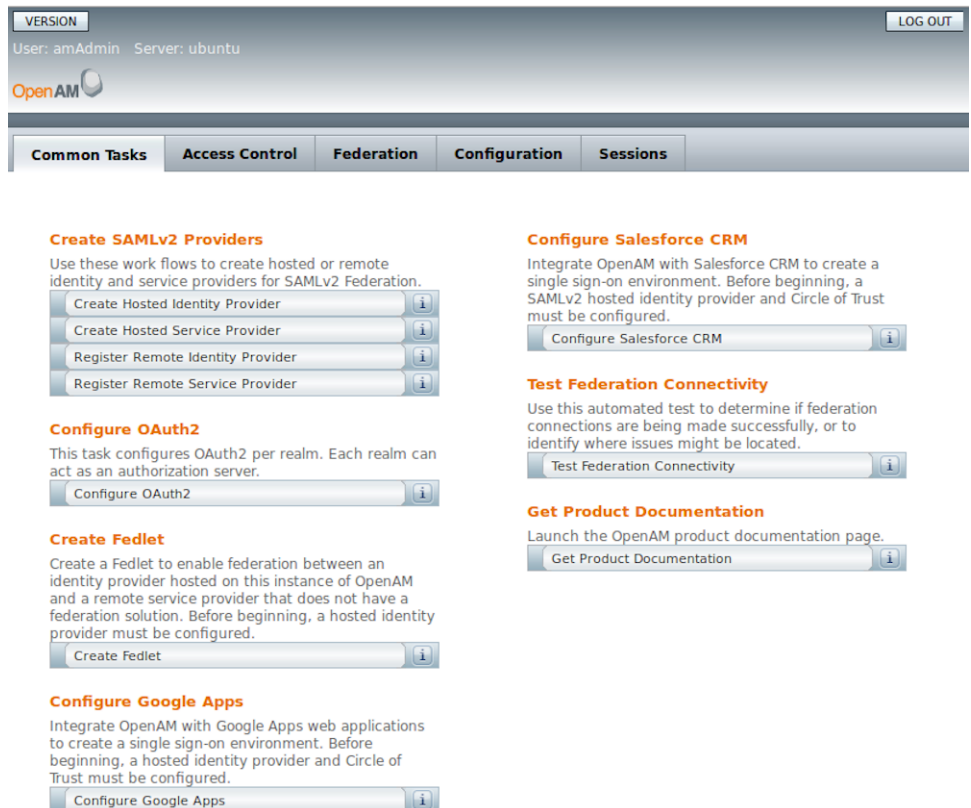 VERSION
LOG OUT
User: amAdmin Server: ubuntu
OpenAM
Common Tasks
Access Control
Federation
Configuration
Sessions
Create SAMLv2 Providers
Use these work flows to create hosted or remote
identity and service providers for SAMLv2 Federation.
Create Hosted Identity Provider
i
Create Hosted Service Provider
i
Register Remote Identity Provider
i
Register Remote Service Provider
i
Configure OAuth2
This task configures OAuth2 per realm. Each realm can
act as an authorization server.
Configure OAuth2
i
Create Fedlet
Create a Fedlet to enable federation between an
identity provider hosted on this instance of OpenAM
and a remote service provider that does not have a
federation solution. Before beginning, a hosted identity
provider must be configured.
Create Fedlet
i
Configure Google Apps
Integrate OpenAM with Google Apps web applications
to create a single sign-on environment. Before
beginning, a hosted identity provider and Circle of
Trust must be configured.
Configure Google Apps
i
Configure Salesforce CRM
Integrate OpenAM with Salesforce CRM to create a
single sign-on environment. Before beginning, a
SAMLv2 hosted identity provider and Circle of Trust
must be configured.
Configure Salesforce CRM
i
Test Federation Connectivity
Use this automated test to determine if federation
connections are being made successfully, or to
identify where issues might be located.
Test Federation Connectivity
i
Get Product Documentation
Launch the OpenAM product documentation page.
Get Product Documentation
i